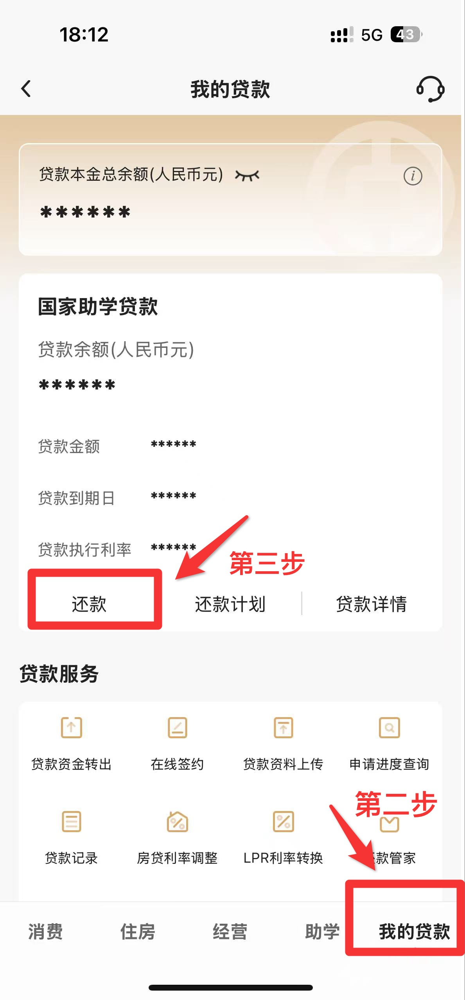 18:12
5G 43
我的贷款
贷款本金总余额(人民币元)
******
国家助学贷款
贷款余额(人民币元)
******
贷款金额 ******
贷款到期日 ******
贷款执行利率 ******
第三步
还款 还款计划 贷款详情
贷款服务
贷款资金转出 在线签约 贷款资料上传 申请进度查询
第二步
贷款记录 房贷利率调整 LPR利率转换 款管家
消费 住房 经营 助学 我的贷款